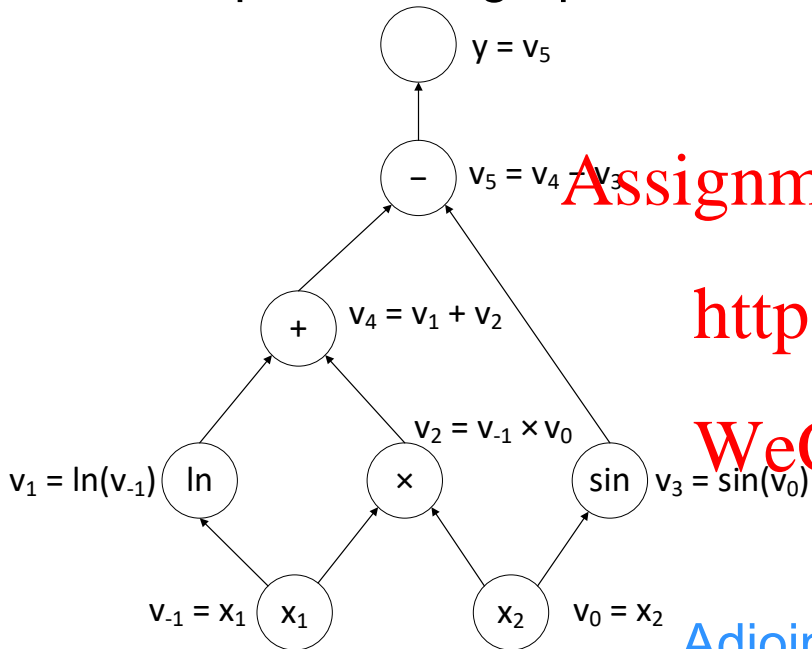 y = v₅
−
v₅ = v₄ − v₃
Assignm
+
v₄ = v₁ + v₂
http
v₂ = v₋₁ × v₀
v₁ = ln(v₋₁)
ln
×
sin
v₃ = sin(v₀)
We
v₋₁ = x₁
x₁
x₂
v₀ = x₂